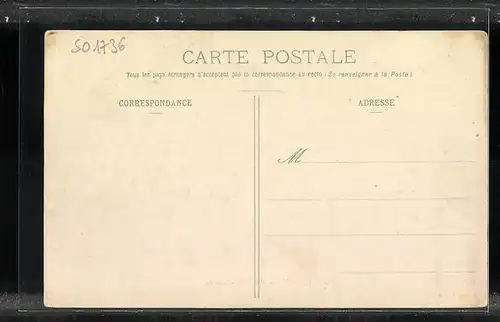 SO1736
CARTE POSTALE
Tous les pays étrangers n'acceptent pas la correspondance au recto (Se renseigner à la Poste)
CORRESPONDANCE
ADRESSE
M